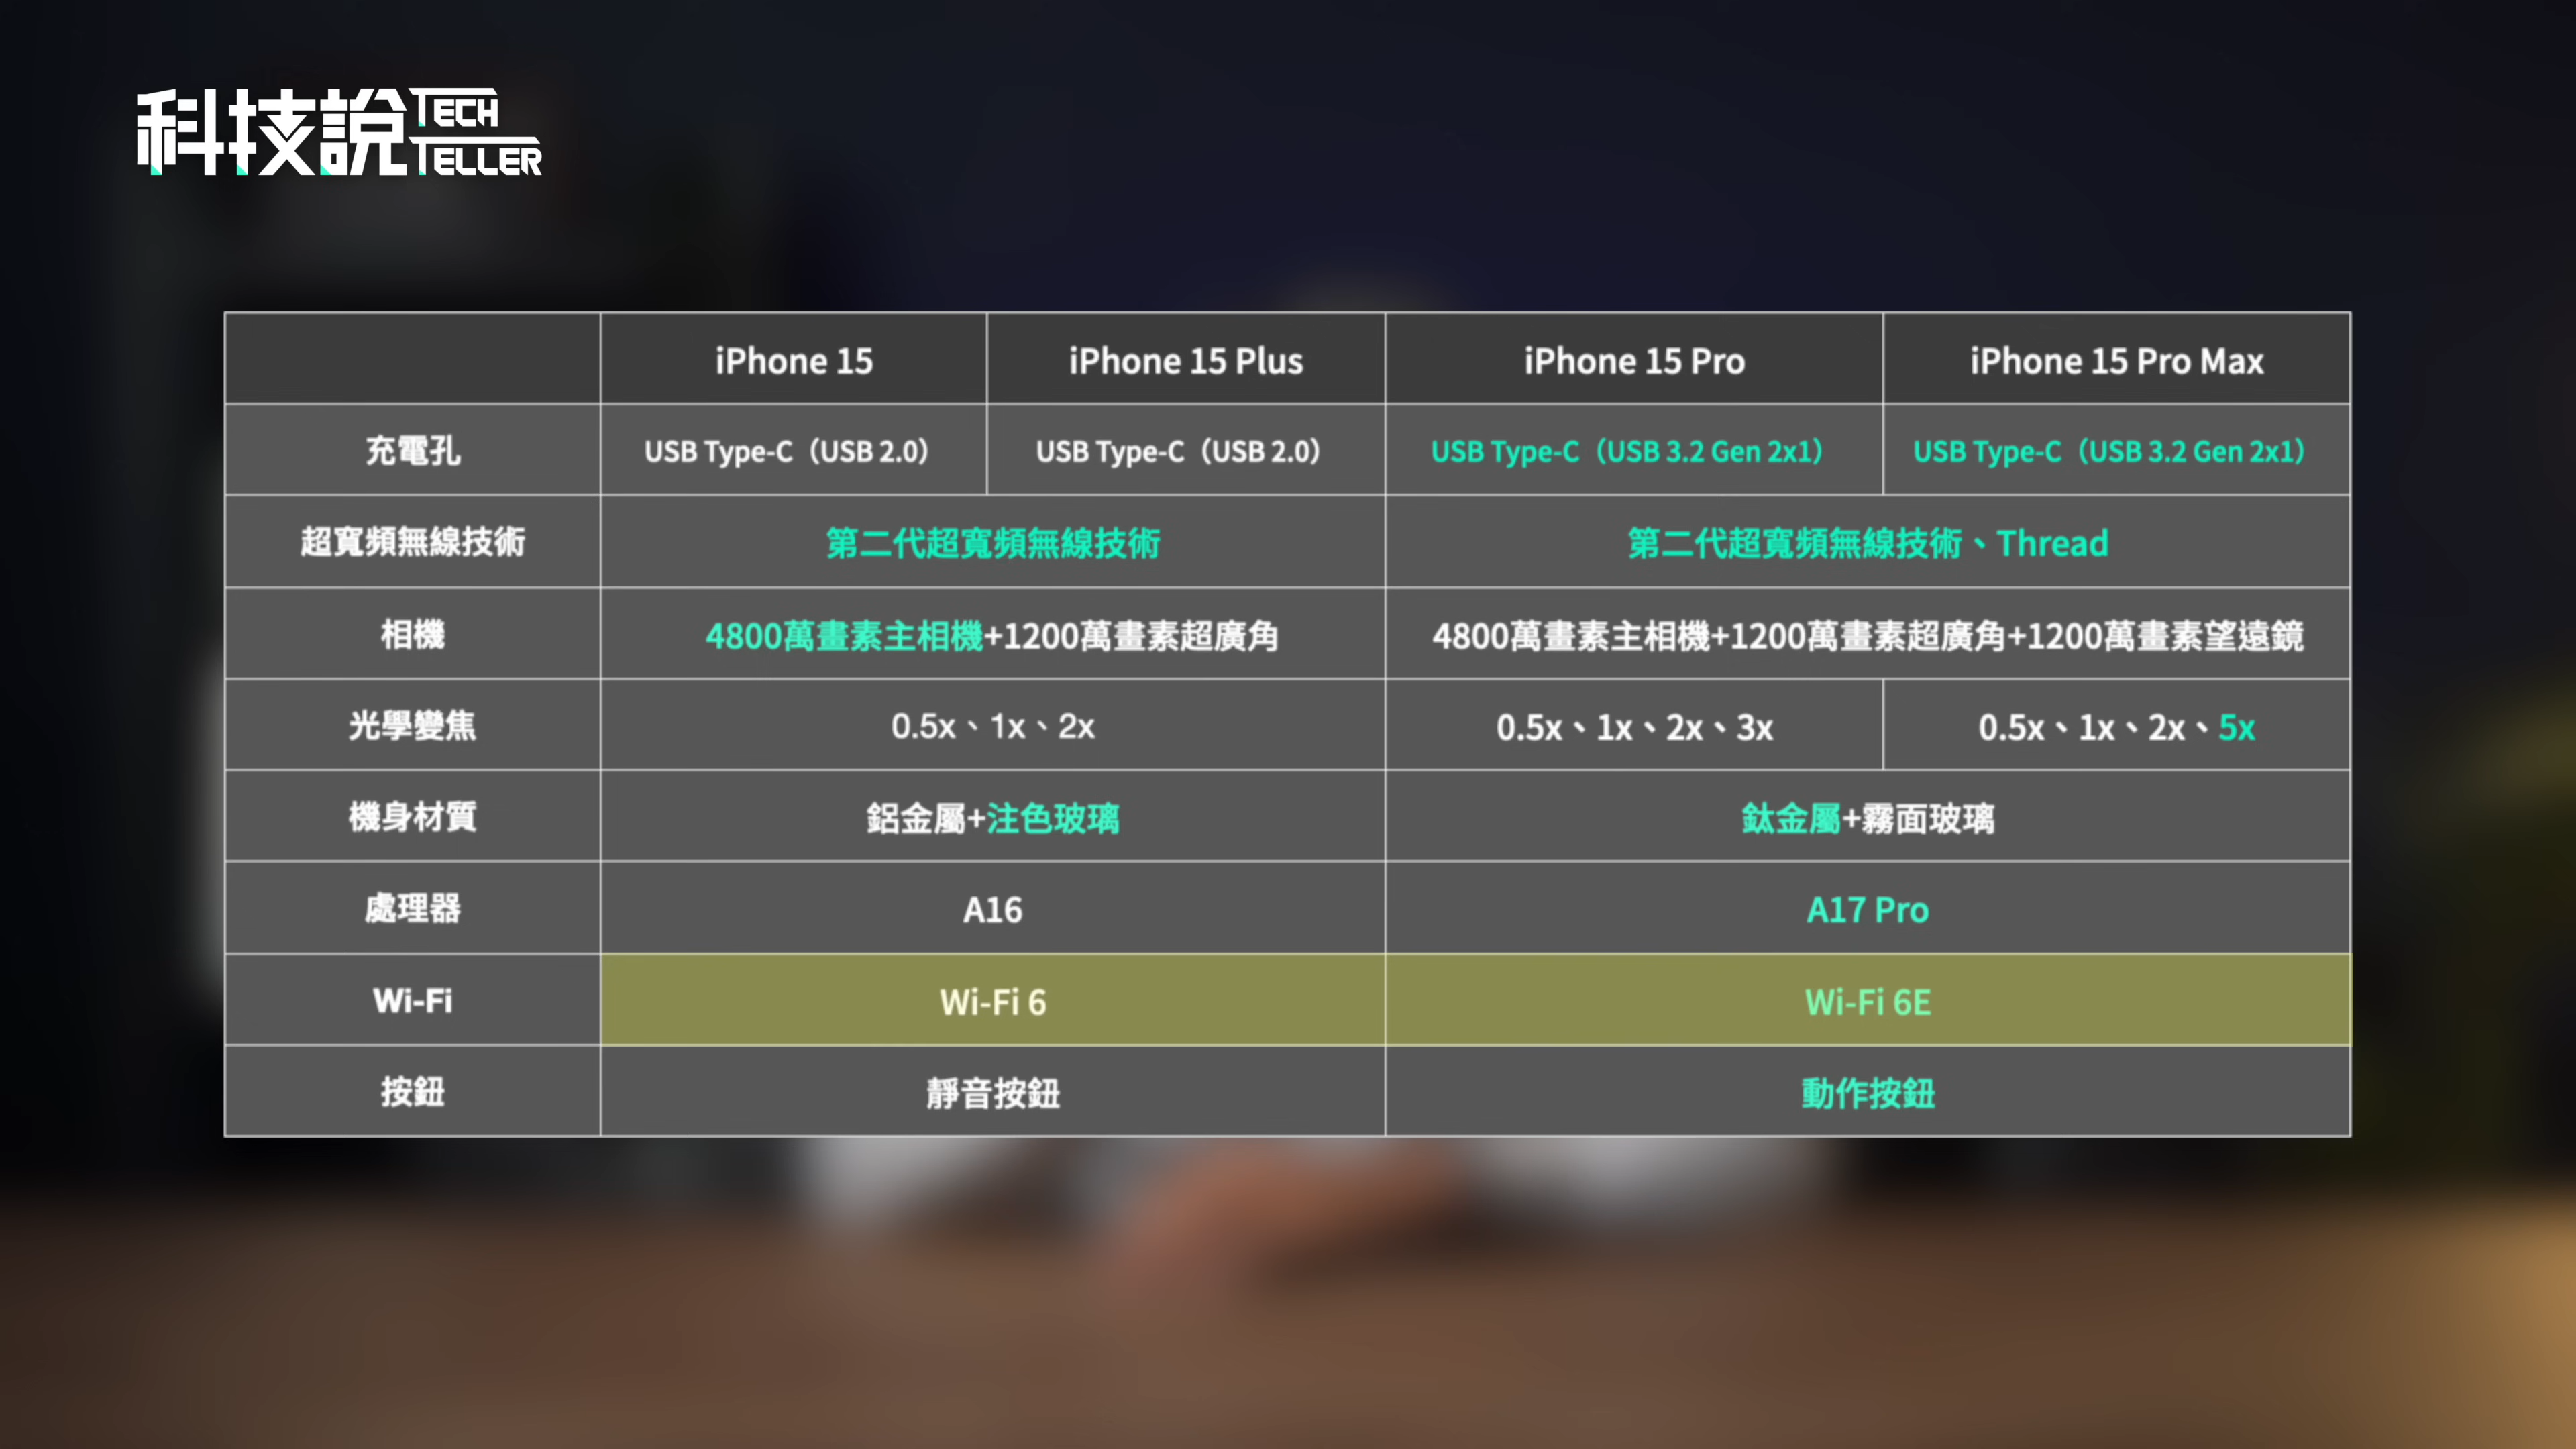 科技說 TECH TELLER
iPhone 15 iPhone 15 Plus iPhone 15 Pro iPhone 15 Pro Max
充電孔 USB Type-C（USB 2.0） USB Type-C（USB 2.0） USB Type-C（USB 3.2 Gen 2x1） USB Type-C（USB 3.2 Gen 2x1）
超寬頻無線技術 第二代超寬頻無線技術 第二代超寬頻無線技術、Thread
相機 4800萬畫素主相機+1200萬畫素超廣角 4800萬畫素主相機+1200萬畫素超廣角+1200萬畫素望遠鏡
光學變焦 0.5x、1x、2x 0.5x、1x、2x、3x 0.5x、1x、2x、5x
機身材質 鋁金屬+注色玻璃 鈦金屬+霧面玻璃
處理器 A16 A17 Pro
Wi-Fi Wi-Fi 6 Wi-Fi 6E
按鈕 靜音按鈕 動作按鈕